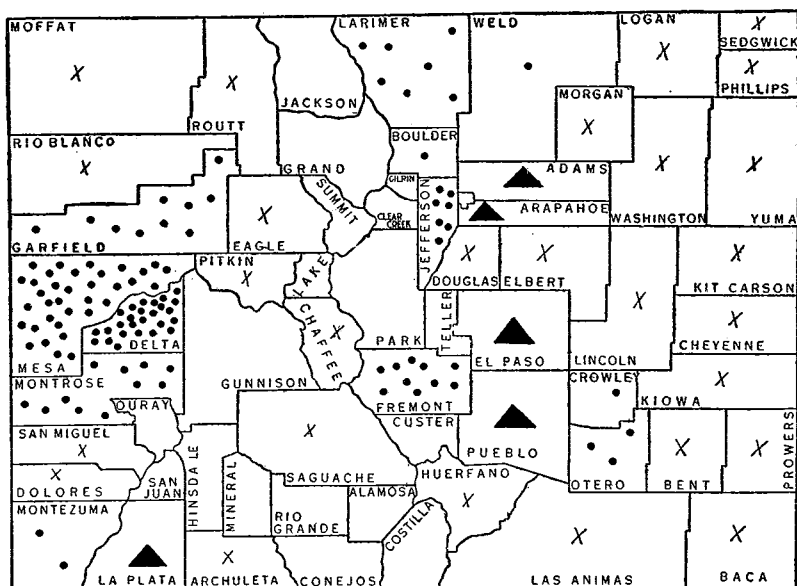 MOFFAT
LARIMER
WELD
LOGAN
SEDGWICK
PHILLIPS
JACKSON
MORGAN
ROUTT
RIO BLANCO
BOULDER
GRAND
ADAMS
GILPIN
SUMMIT
JEFFERSON
ARAPAHOE
CLEAR CREEK
WASHINGTON
YUMA
GARFIELD
EAGLE
PITKIN
LAKE
DOUGLAS
ELBERT
KIT CARSON
CHAFFEE
TELLER
DELTA
PARK
CHEYENNE
MESA
EL PASO
LINCOLN
MONTROSE
GUNNISON
CROWLEY
OURAY
FREMONT
KIOWA
CUSTER
SAN MIGUEL
PUEBLO
PROWERS
HINSDALE
MINERAL
SAGUACHE
HUERFANO
OTERO
BENT
DOLORES
SAN JUAN
ALAMOSA
MONTEZUMA
RIO GRANDE
COSTILLA
LA PLATA
ARCHULETA
CONEJOS
LAS ANIMAS
BACA